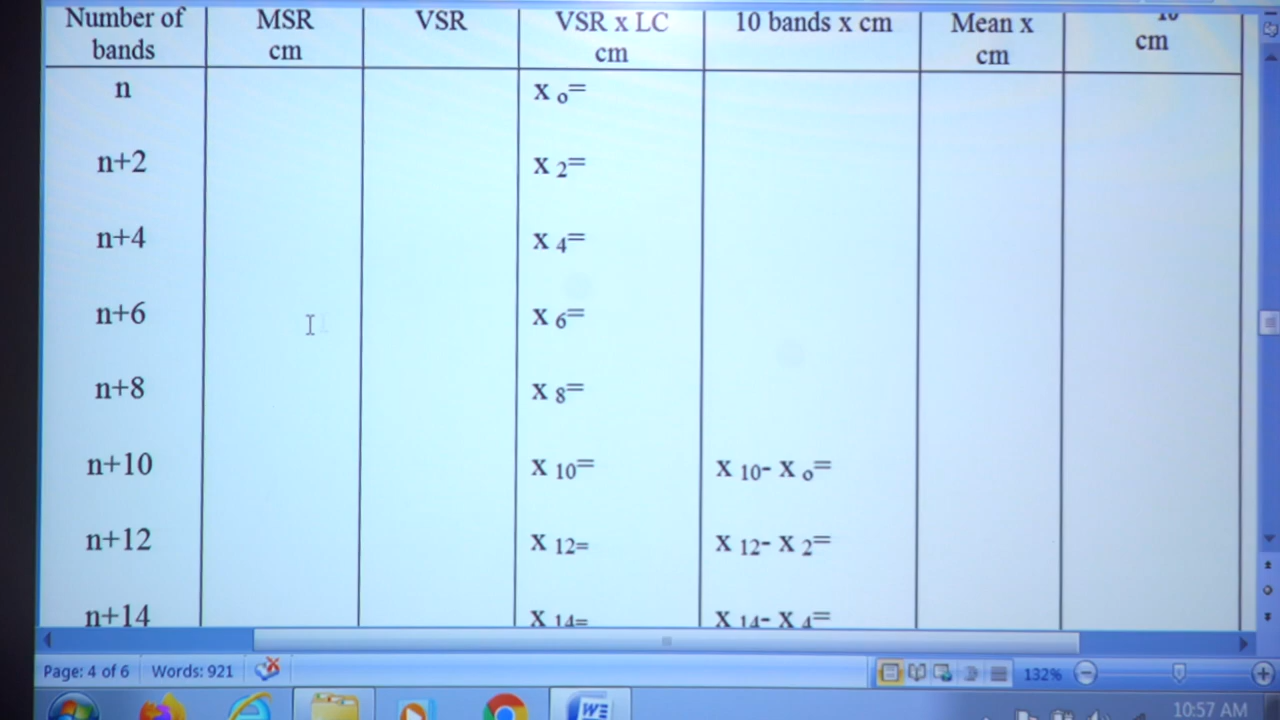 Number of bands
MSR cm
VSR
VSR x LC cm
10 bands x cm
Mean x cm
10 cm
n
x o=
n+2
x 2=
n+4
x 4=
n+6
x 6=
n+8
x 8=
n+10
x 10=
x 10- x o=
n+12
x 12=
x 12- x 2=
n+14
x 14=
x 14- x 4=
Page: 4 of 6
Words: 921
132%
10:57 AM